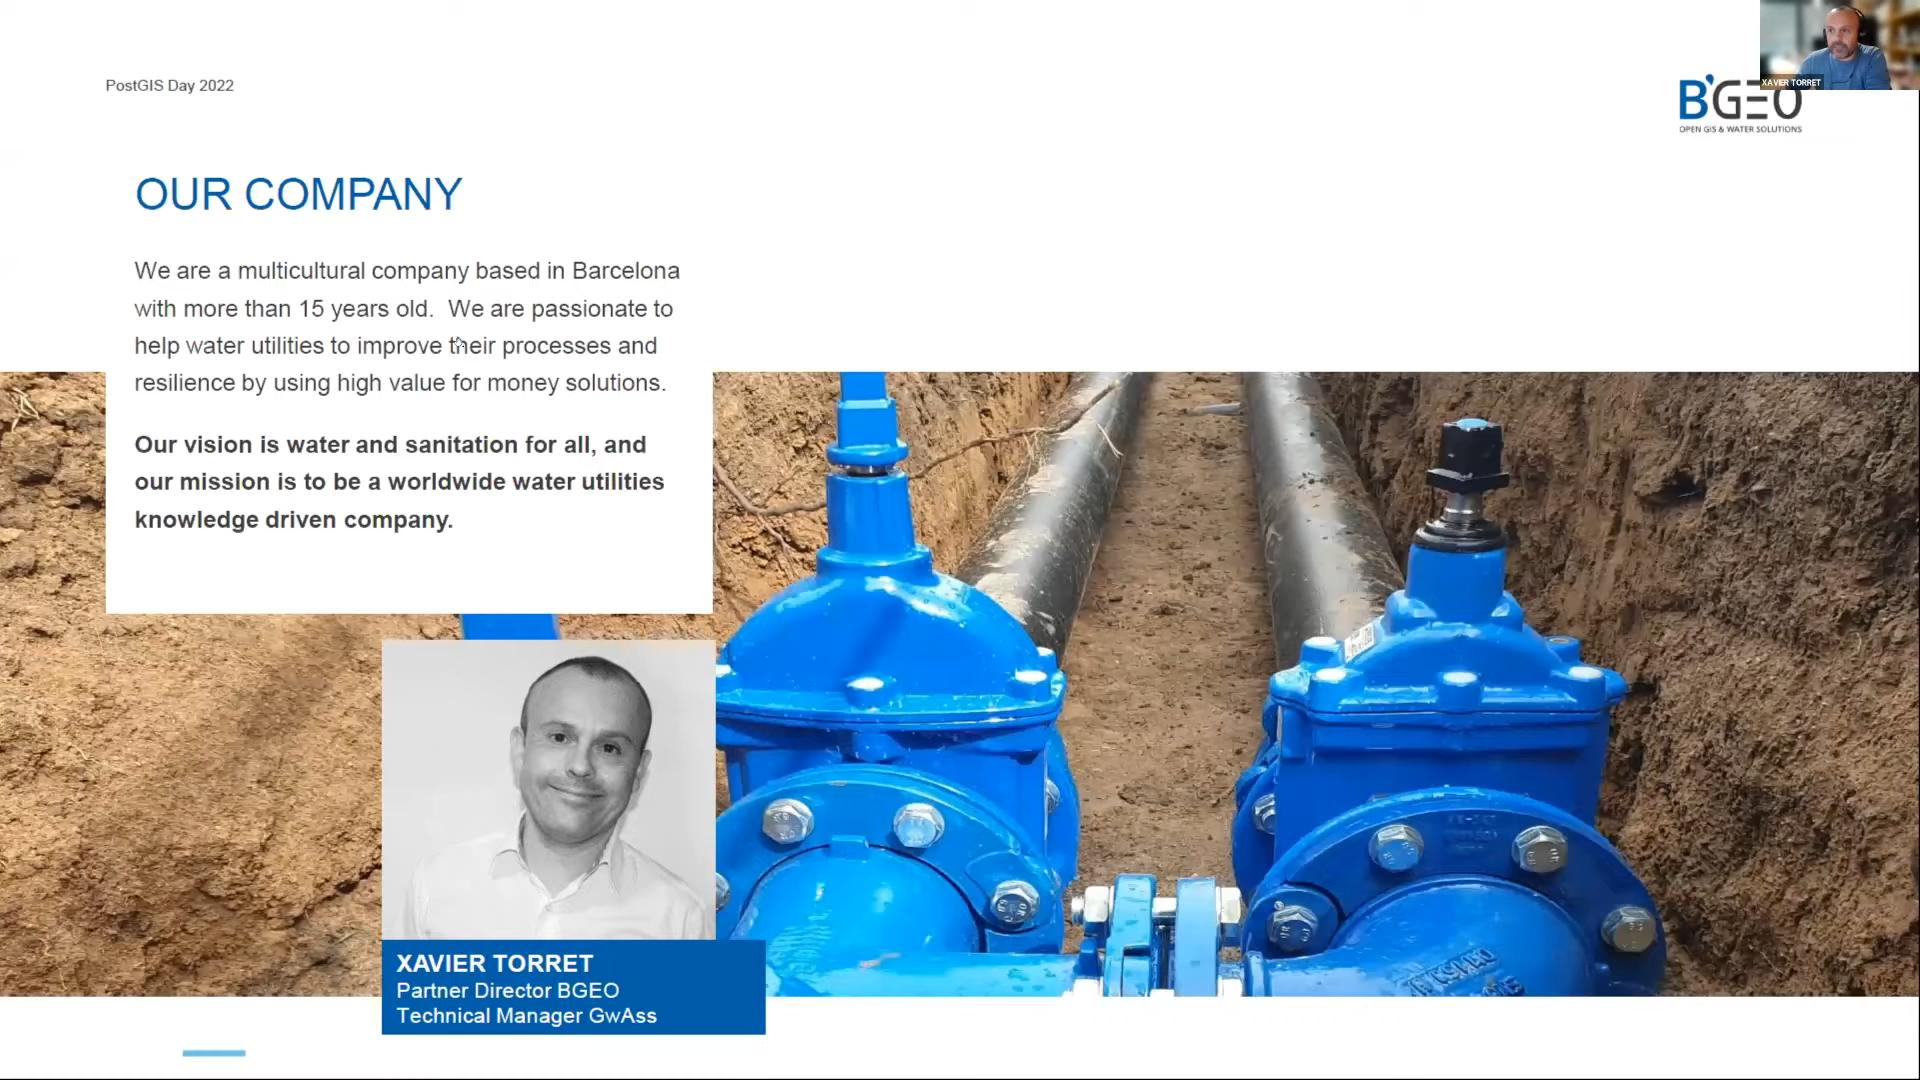 PostGIS Day 2022
XAVIER TORRET
B'GEO
OPEN GIS & WATER SOLUTIONS
OUR COMPANY
We are a multicultural company based in Barcelona
with more than 15 years old. We are passionate to
help water utilities to improve their processes and
resilience by using high value for money solutions.
Our vision is water and sanitation for all, and
our mission is to be a worldwide water utilities
knowledge driven company.
XAVIER TORRET
Partner Director BGEO
Technical Manager GwAss